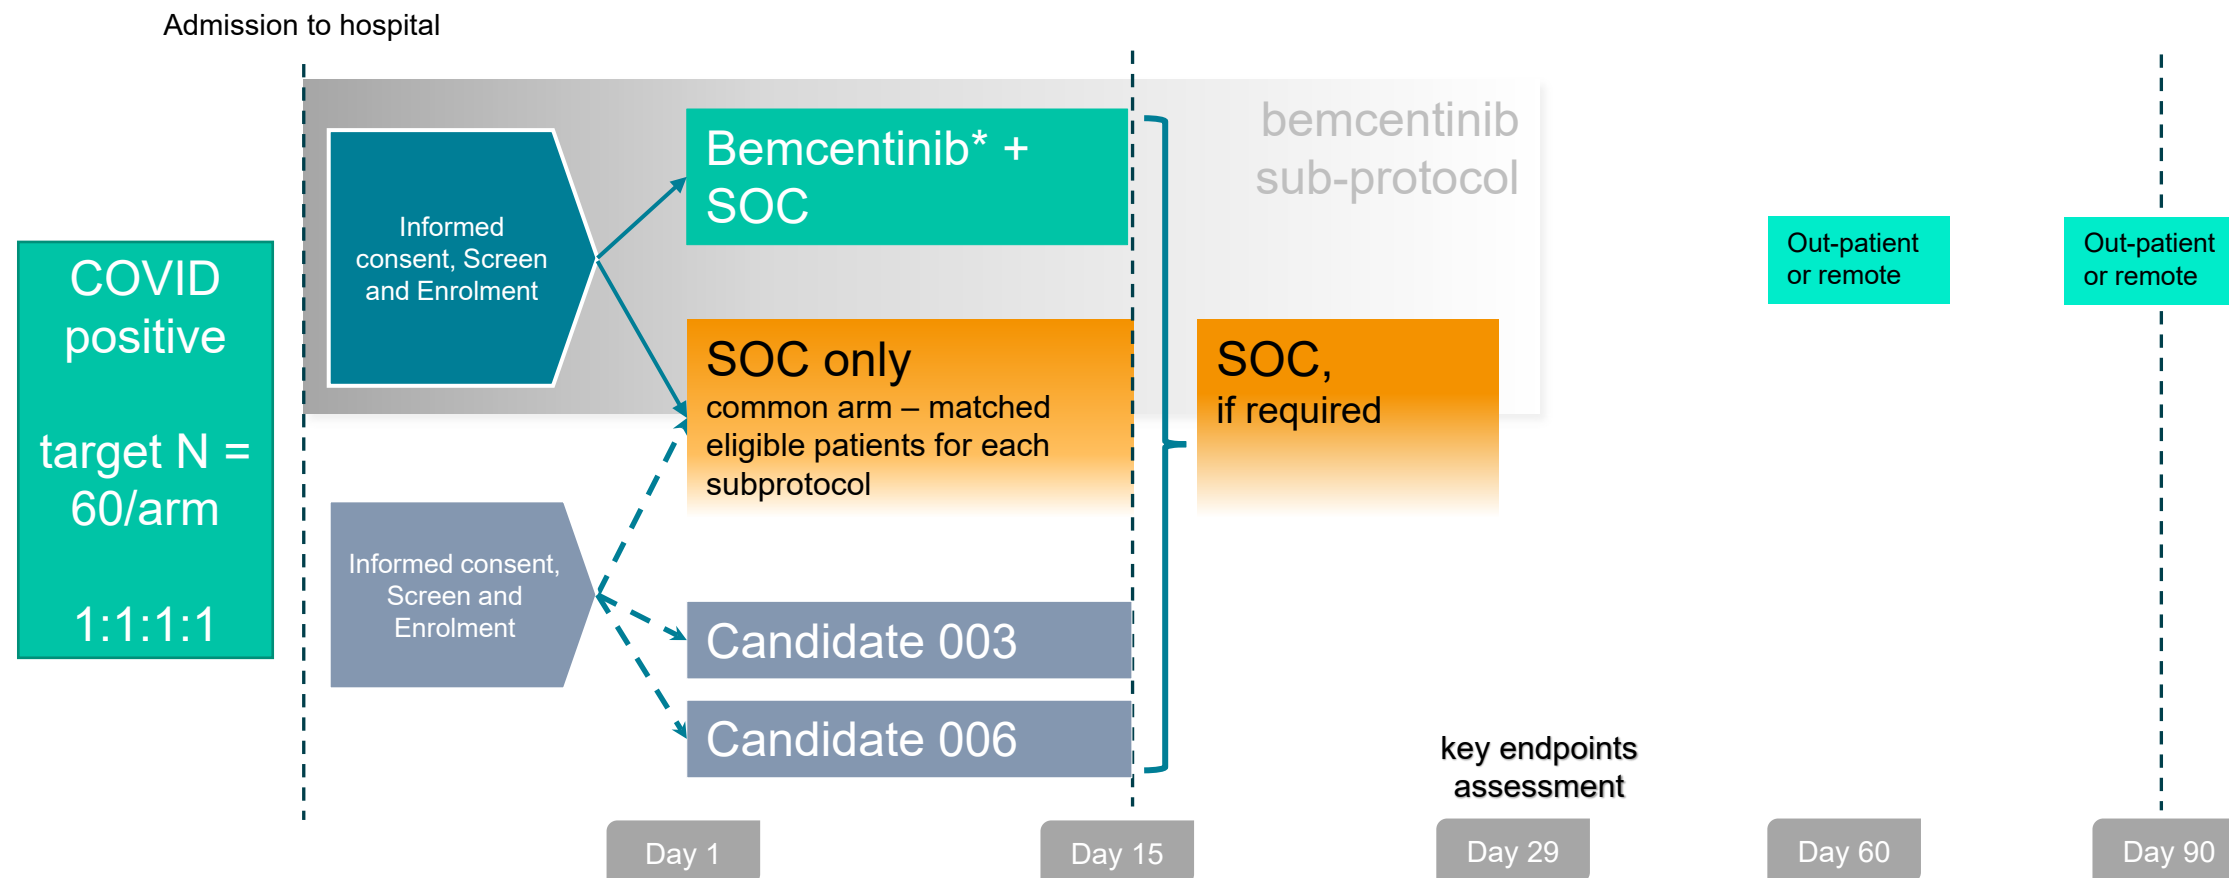 Admission to hospital
COVID
positive
target N =
60/arm
1:1:1:1
Informed
consent, Screen
and Enrolment
Informed consent,
Screen and
Enrolment
Bemcentinib* +
SOC
SOC only
common arm – matched
eligible patients for each
subprotocol
Candidate 003
Candidate 006
bemcentinib
sub-protocol
SOC,
if required
Out-patient
or remote
Out-patient
or remote
key endpoints
assessment
Day 1
Day 15
Day 29
Day 60
Day 90